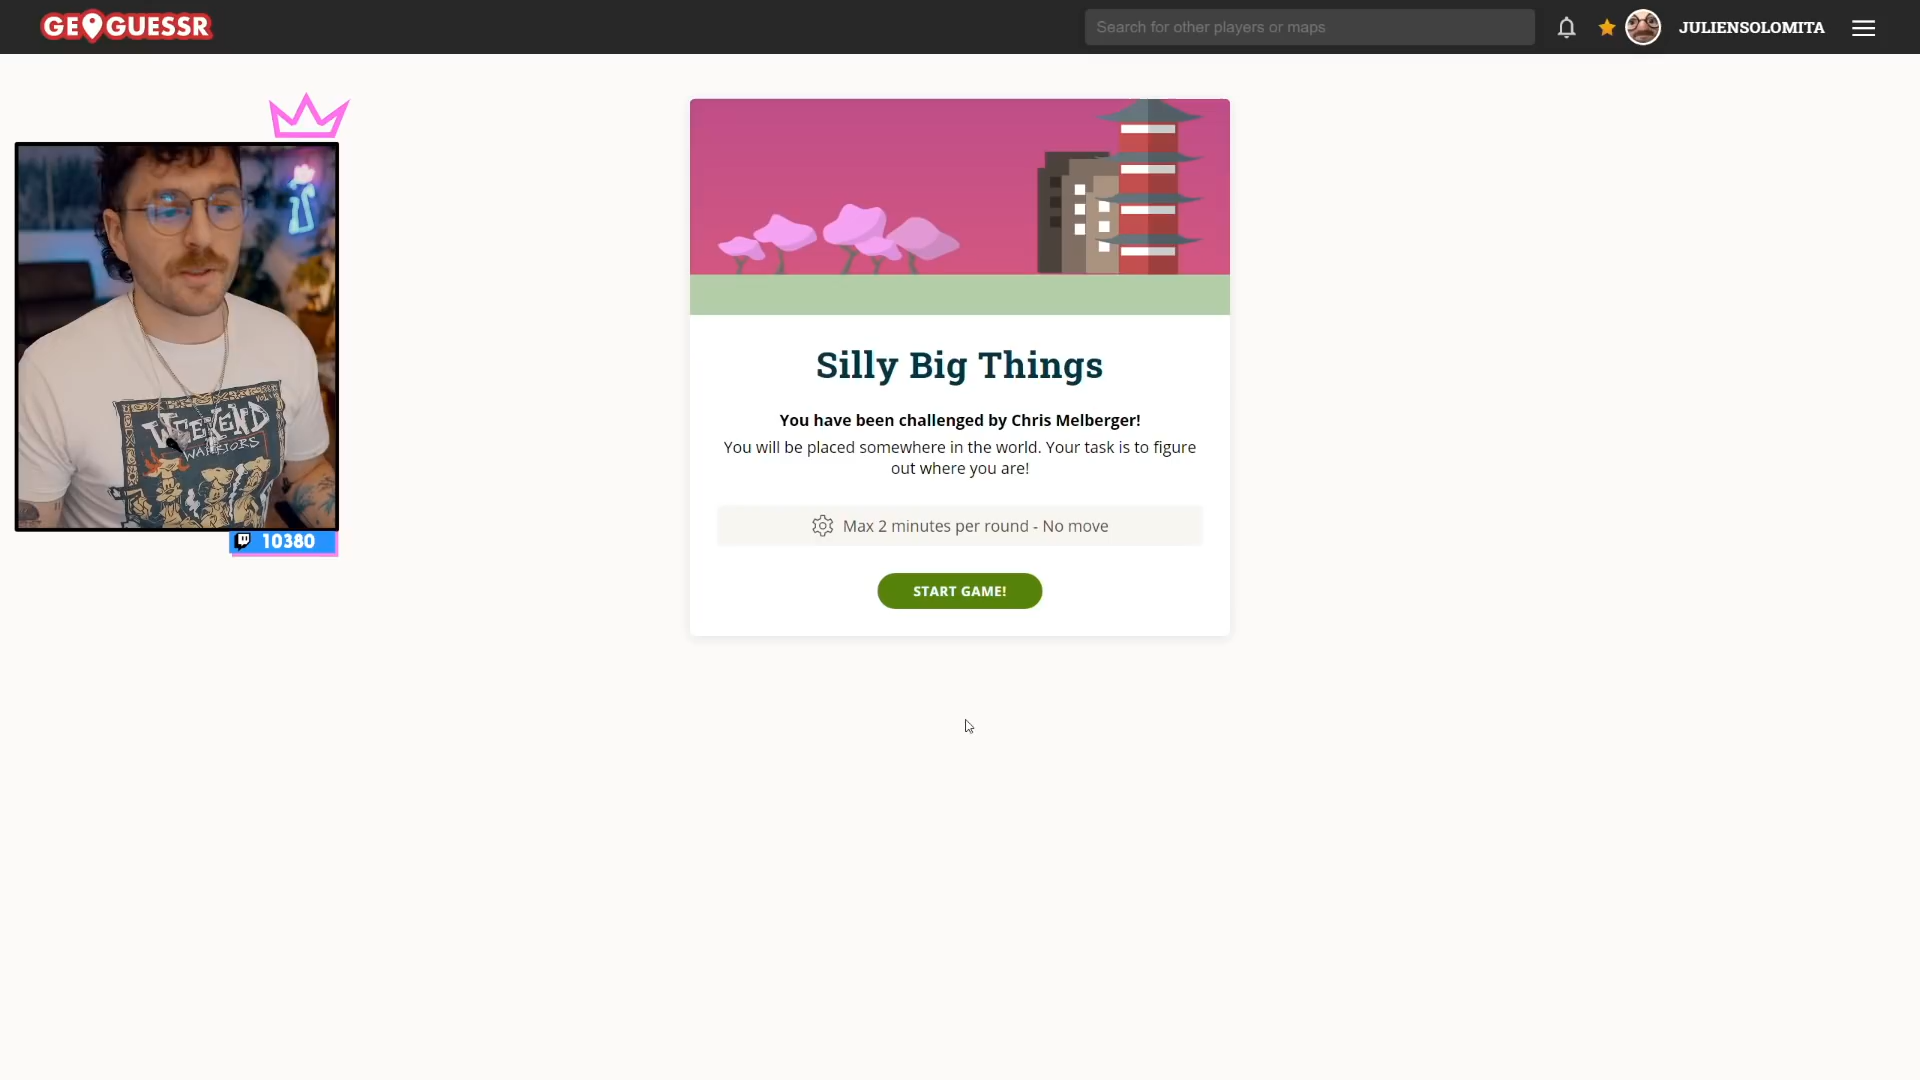 GEOGUESSR
Search for other players or maps
JULIENSOLOMITA
Silly Big Things
You have been challenged by Chris Melberger!
You will be placed somewhere in the world. Your task is to figure
out where you are!
Max 2 minutes per round - No move
START GAME!
WEEKEND
WARRIORS
10380